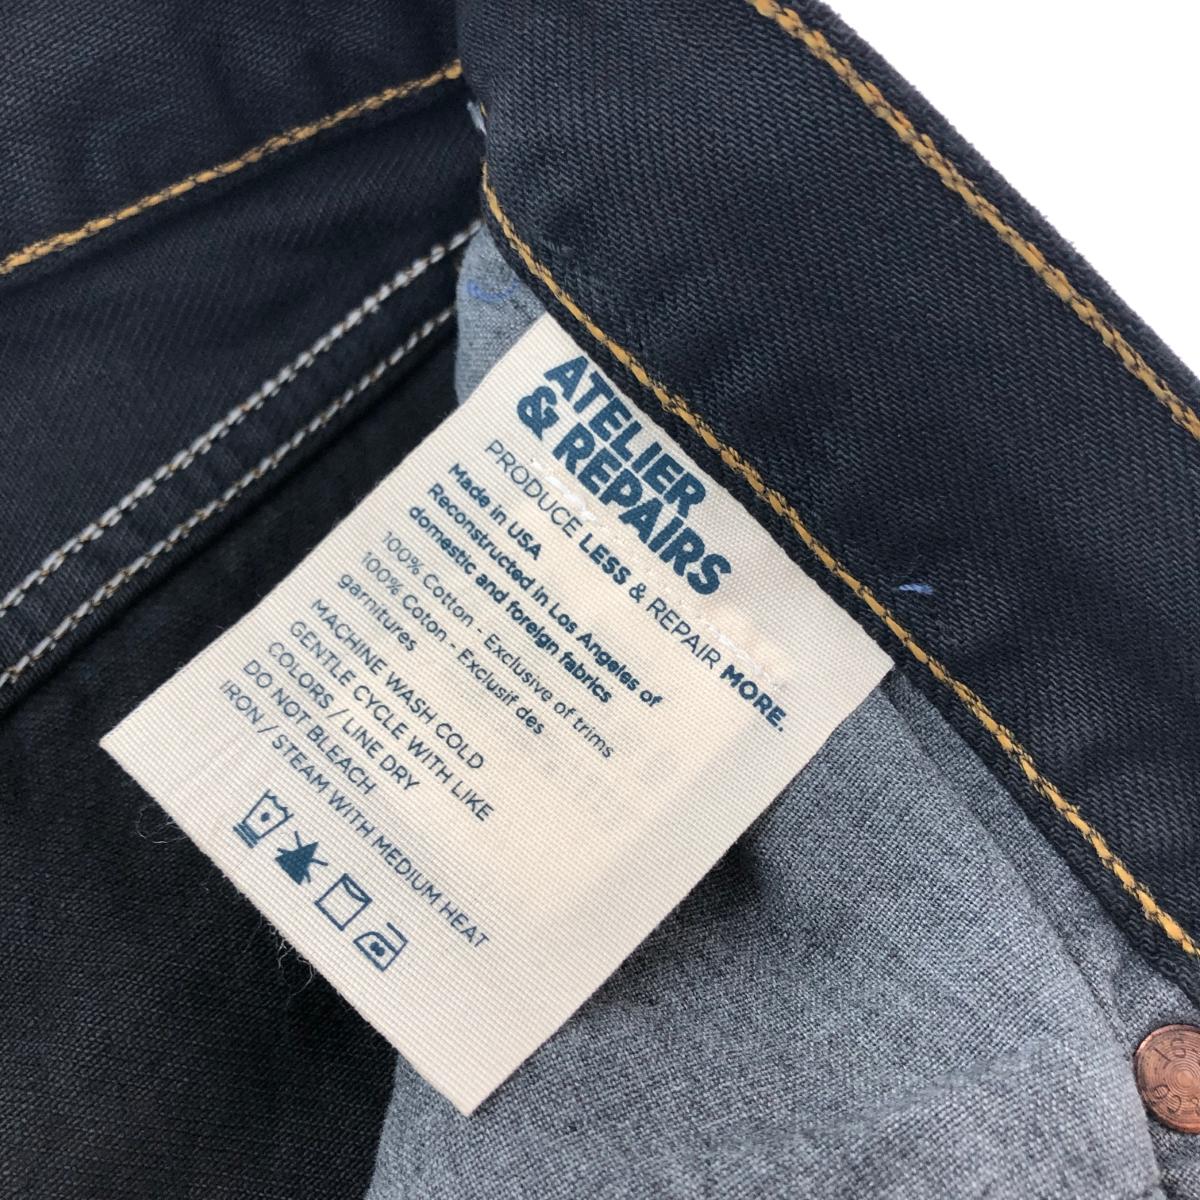 ATELIER
& REPAIRS
PRODUCE LESS & REPAIR MORE.
Made in USA
Reconstructed in Los Angeles of
domestic and foreign fabrics
100% Cotton - Exclusive of trims
100% Coton - Exclusif des
garnitures
MACHINE WASH COLD
GENTLE CYCLE WITH LIKE
COLORS / LINE DRY
DO NOT BLEACH
IRON / STEAM WITH MEDIUM HEAT